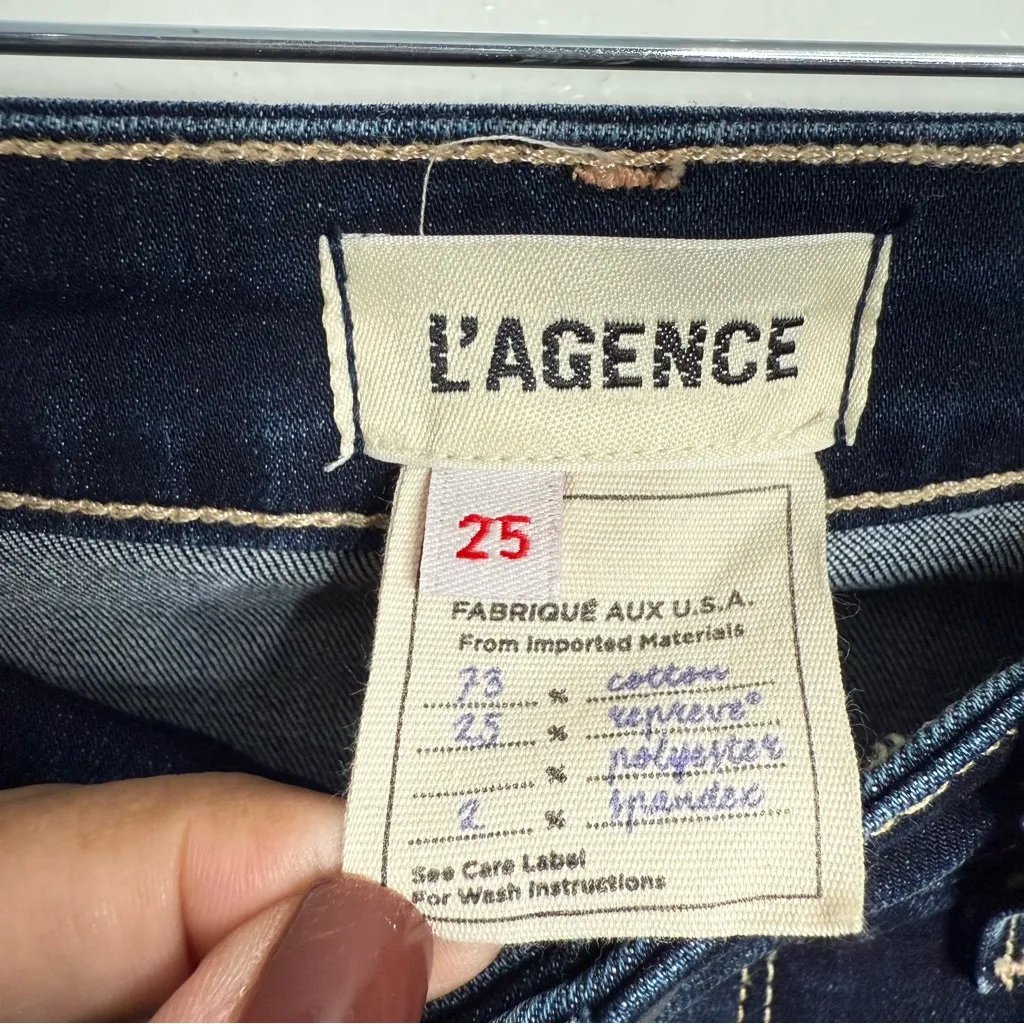 L'AGENCE
25
FABRIQUÉ AUX U.S.A.
From Imported Materials
73 % cotton
25 % repreve®
% polyester
2 % spandex
See Care Label
For Wash Instructions